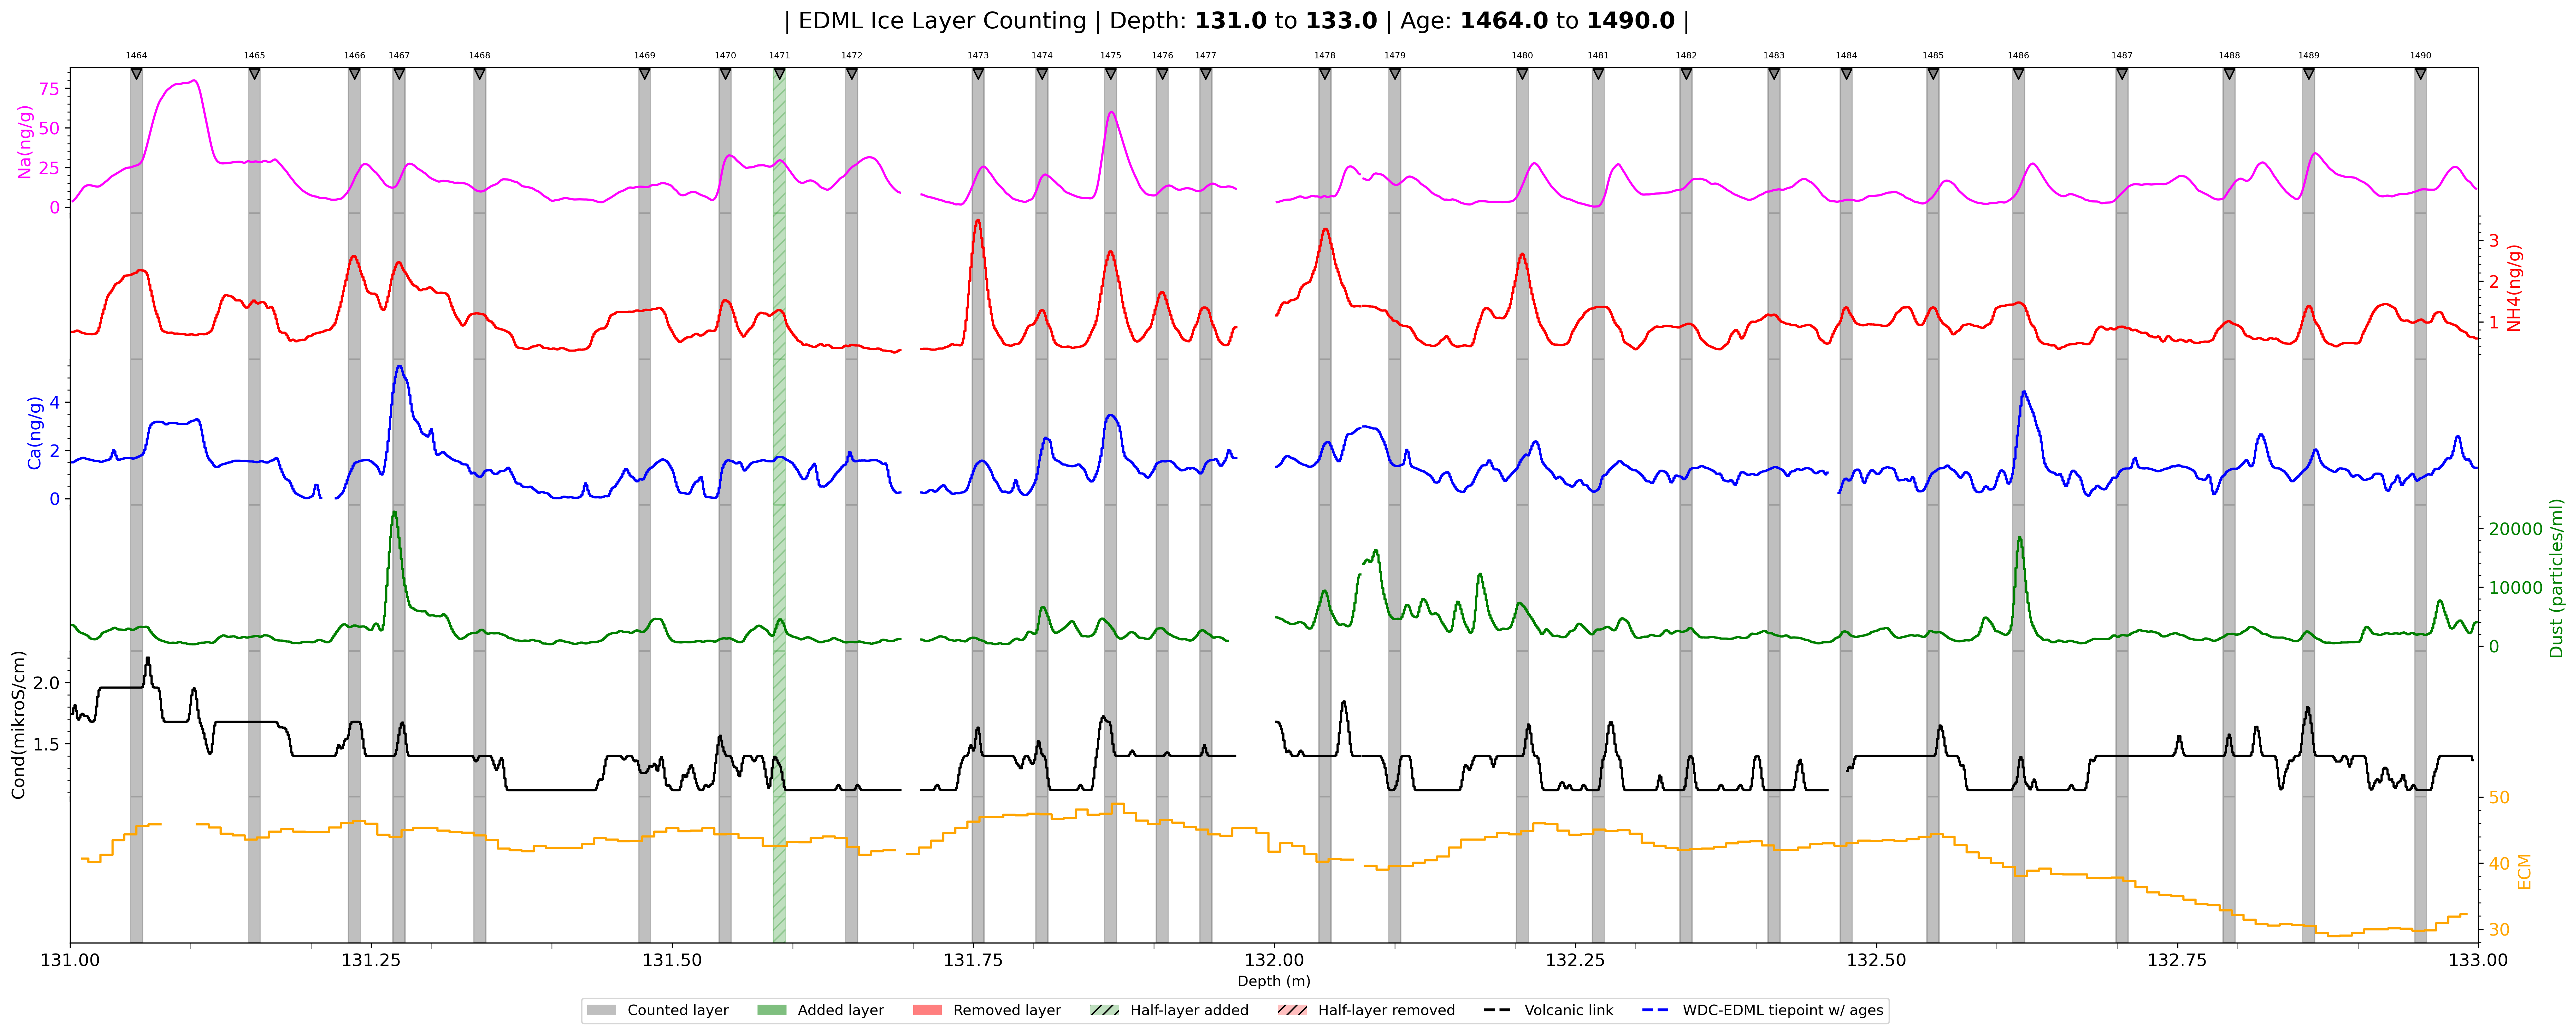 | EDML Ice Layer Counting | Depth: 131.0 to 133.0 | Age: 1464.0 to 1490.0 |
1464 1465 1466 1467 1468 1469 1470 1471 1472 1473 1474 1475 1476 1477 1478 1479 1480 1481 1482 1483 1484 1485 1486 1487 1488 1489 1490
Na(ng/g)
75
50
25
0
NH4(ng/g)
3
2
1
Ca(ng/g)
4
2
0
Dust (particles/ml)
20000
10000
0
Cond(mikroS/cm)
2.0
1.5
ECM
50
40
30
131.00 131.25 131.50 131.75 132.00 132.25 132.50 132.75 133.00
Depth (m)
Counted layer Added layer Removed layer Half-layer added Half-layer removed Volcanic link WDC-EDML tiepoint w/ ages